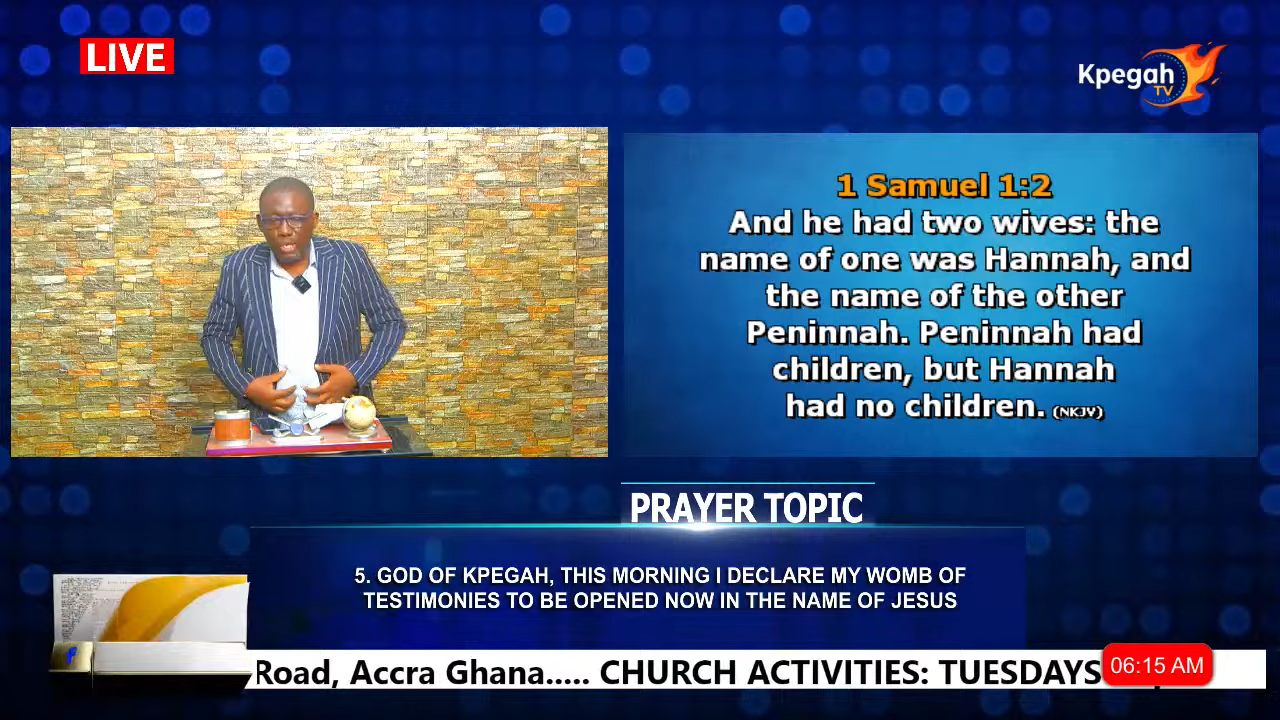 LIVE
Kpegah
TV
1 Samuel 1:2
And he had two wives: the
name of one was Hannah, and
the name of the other
Peninnah. Peninnah had
children, but Hannah
had no children. (NKJV)
PRAYER TOPIC
5. GOD OF KPEGAH, THIS MORNING I DECLARE MY WOMB OF
TESTIMONIES TO BE OPENED NOW IN THE NAME OF JESUS
f
Road, Accra Ghana..... CHURCH ACTIVITIES: TUESDAYS
06:15 AM